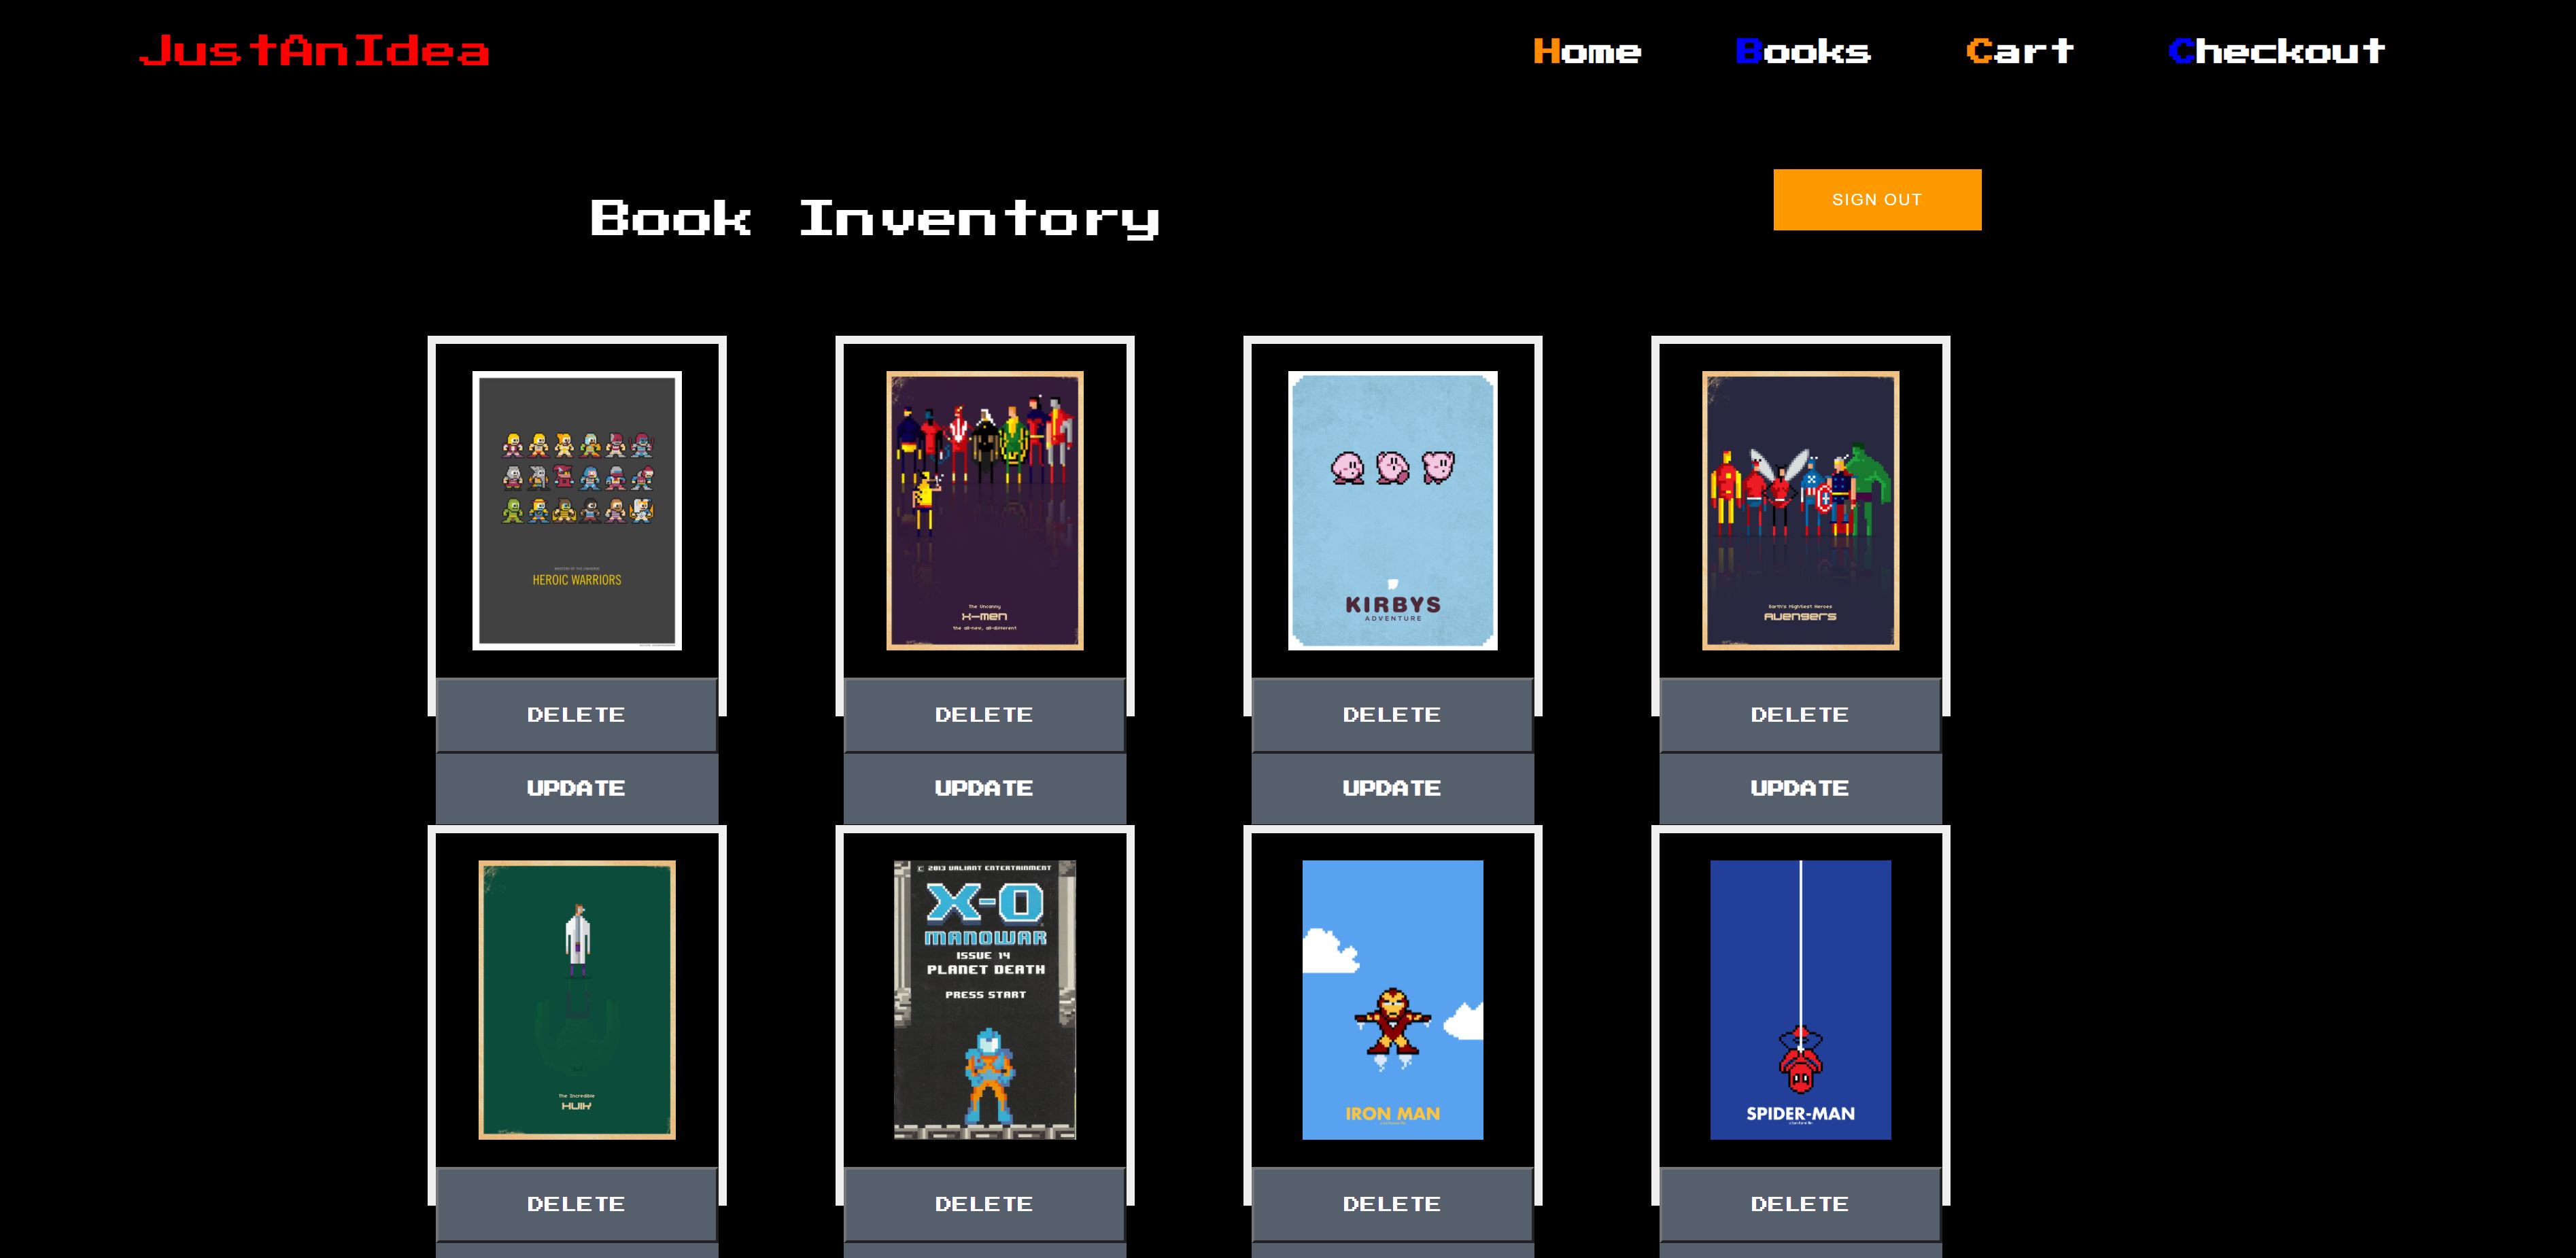 JustAnIdea
Home Books Cart Checkout
SIGN OUT
Book Inventory
HEROIC WARRIORS
The Uncanny
X-MEN
the all-new, all-different
KIRBYS
ADVENTURE
Earth's Mightiest Heroes
AVENGERS
DELETE DELETE DELETE DELETE
UPDATE UPDATE UPDATE UPDATE
The Incredible
HULK
© 2013 VALIANT ENTERTAINMENT
X-O
MANOWAR
ISSUE 14
PLANET DEATH
PRESS START
IRON MAN
SPIDER-MAN
DELETE DELETE DELETE DELETE